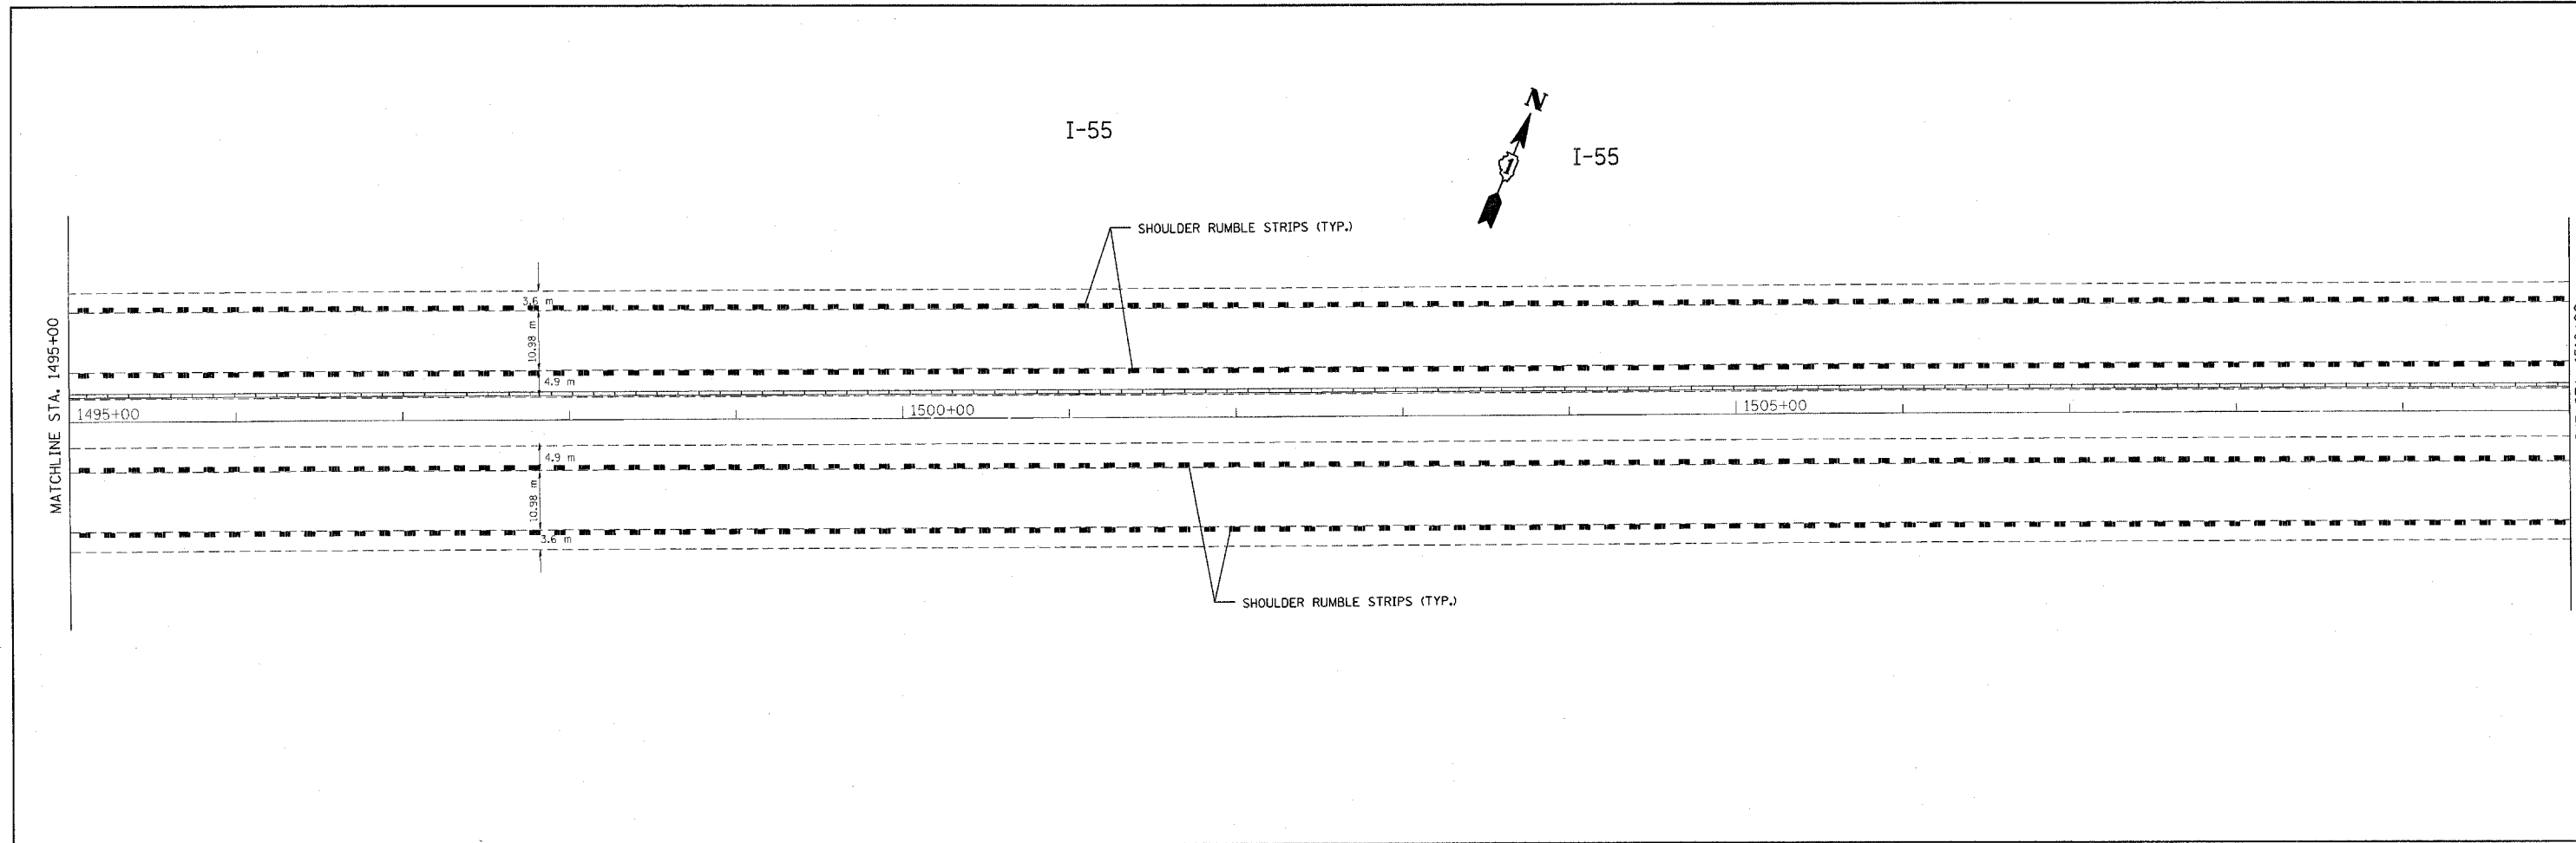 I-55
N
1
I-55
SHOULDER RUMBLE STRIPS (TYP.)
MATCHLINE STA. 1495+00
3.6 m
10.98 m
4.9 m
1495+00
1500+00
1505+00
4.9 m
10.98 m
3.6 m
SHOULDER RUMBLE STRIPS (TYP.)